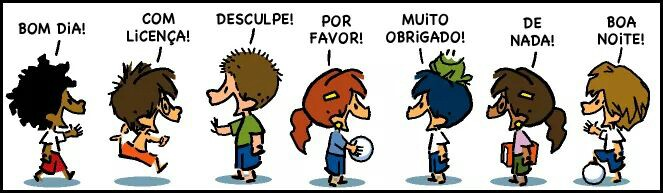 BOM DIA!
COM
LICENÇA!
DESCULPE!
POR
FAVOR!
MUITO
OBRIGADO!
DE
NADA!
BOA
NOITE!